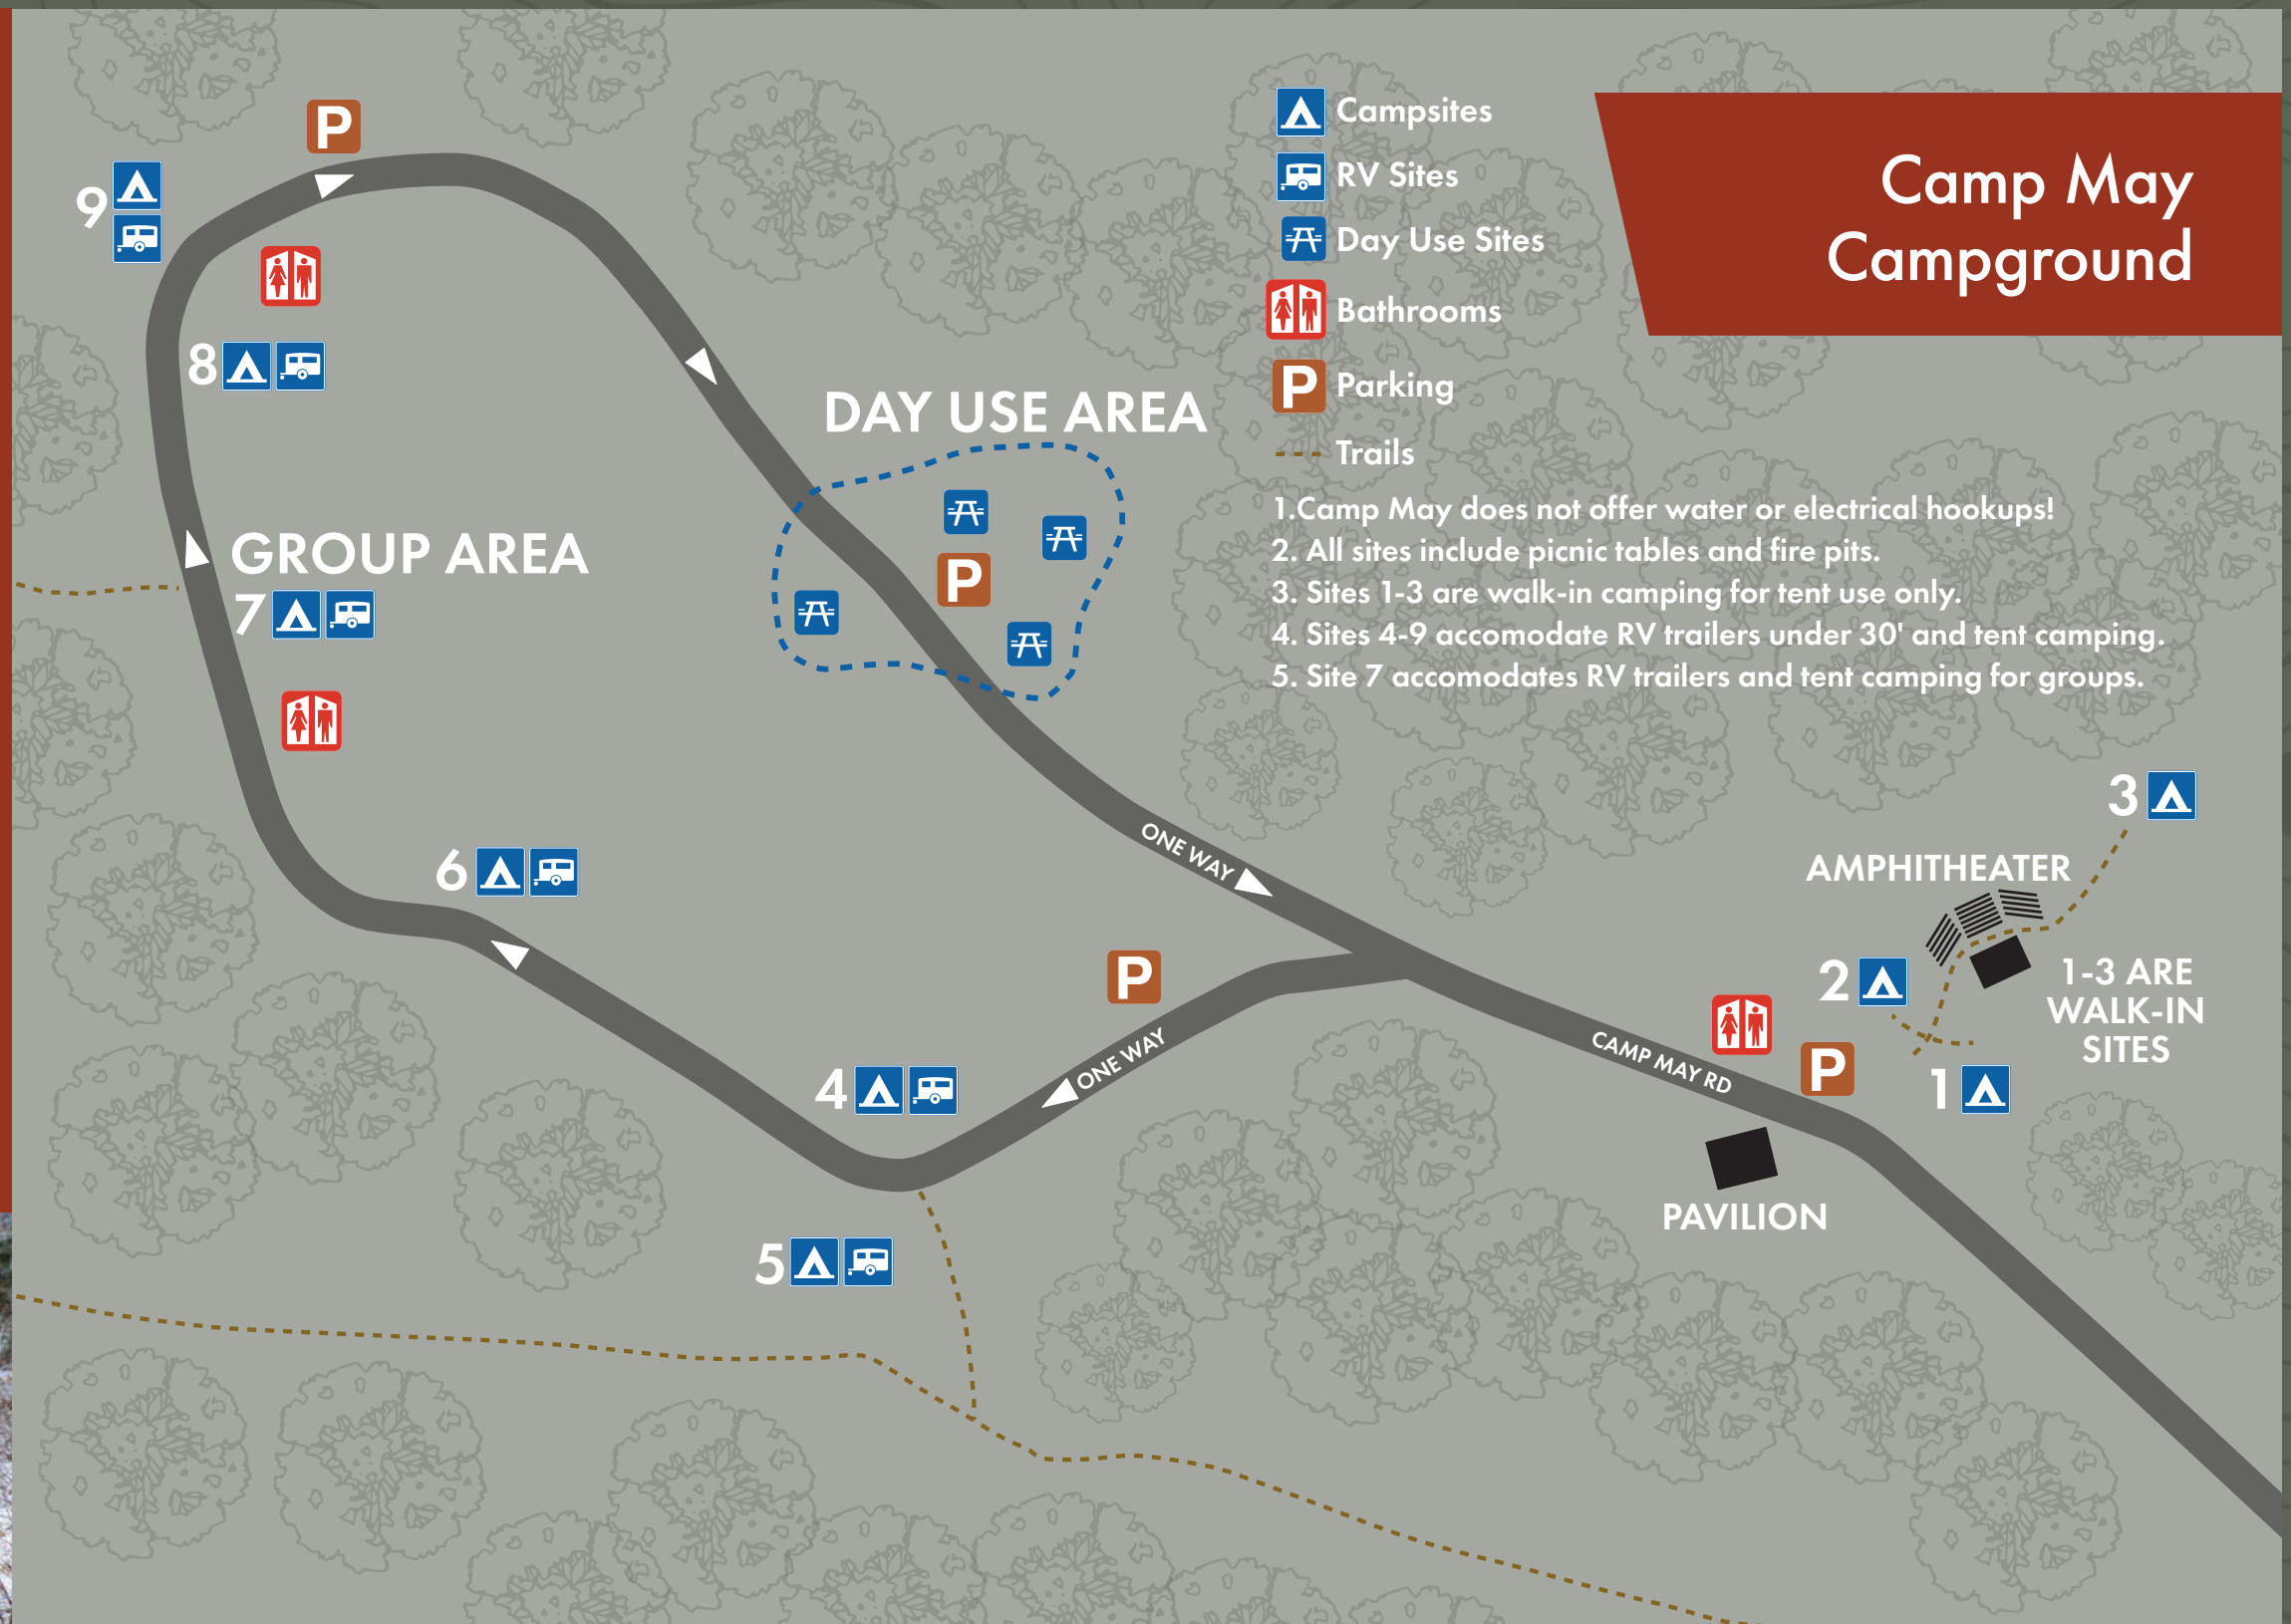 Camp May
Campground
Campsites
RV Sites
Day Use Sites
Bathrooms
P Parking
Trails
1.Camp May does not offer water or electrical hookups!
2. All sites include picnic tables and fire pits.
3. Sites 1-3 are walk-in camping for tent use only.
4. Sites 4-9 accomodate RV trailers under 30' and tent camping.
5. Site 7 accomodates RV trailers and tent camping for groups.
P
9
8
DAY USE AREA
P
GROUP AREA
7
6
ONE WAY
3
AMPHITHEATER
2
1-3 ARE
WALK-IN
SITES
P
ONE WAY
4
CAMP MAY RD
P
1
PAVILION
5